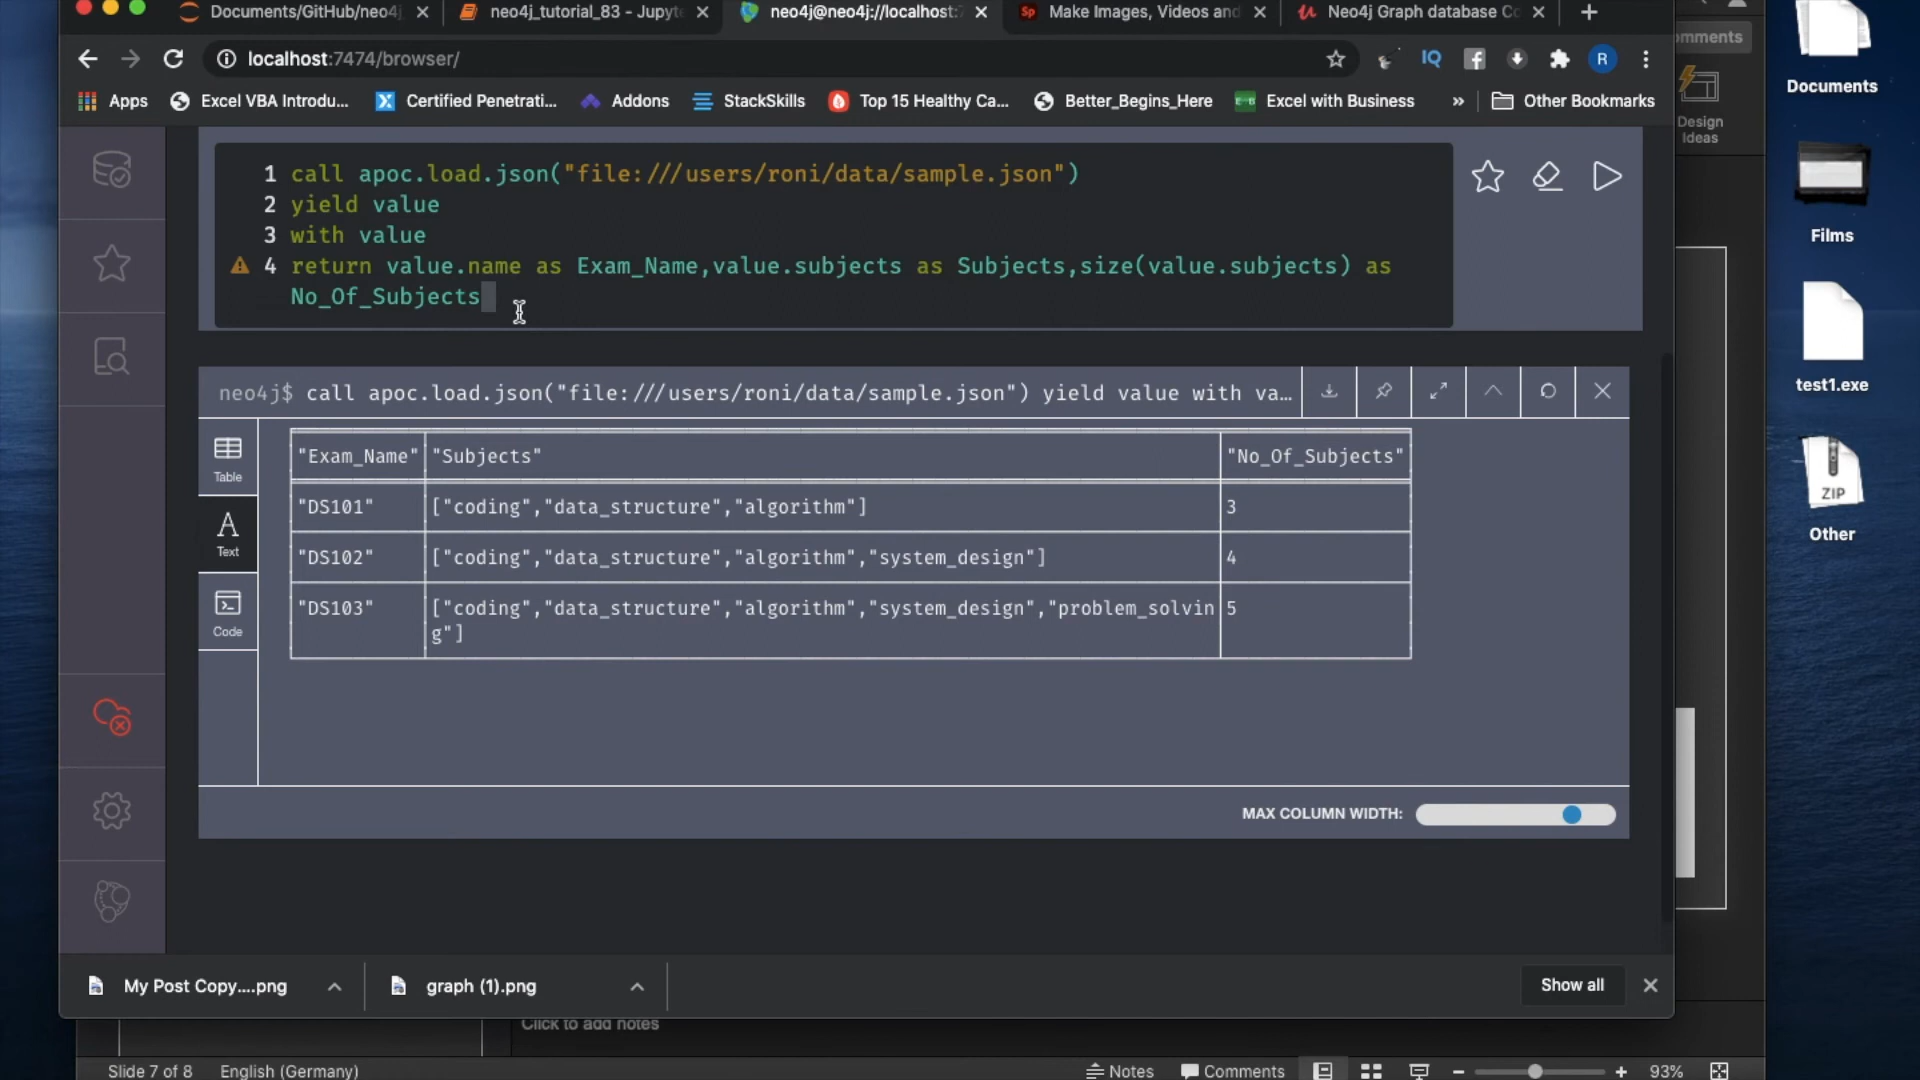 Documents/GitHub/neo4j
neo4j_tutorial_83 - Jupyte
neo4j@neo4j://localhost:7
Make Images, Videos and
Neo4j Graph database Co
localhost:7474/browser/
IQ
R
Apps
Excel VBA Introdu...
Certified Penetrati...
Addons
StackSkills
Top 15 Healthy Ca...
Better_Begins_Here
Excel with Business
»
Other Bookmarks
1 call apoc.load.json("file:///users/roni/data/sample.json")
2 yield value
3 with value
4 return value.name as Exam_Name,value.subjects as Subjects,size(value.subjects) as
No_Of_Subjects
neo4j$ call apoc.load.json("file:///users/roni/data/sample.json") yield value with va...
Table
Text
Code
"Exam_Name" "Subjects" "No_Of_Subjects"
"DS101" ["coding","data_structure","algorithm"] 3
"DS102" ["coding","data_structure","algorithm","system_design"] 4
"DS103" ["coding","data_structure","algorithm","system_design","problem_solvin 5
g"]
MAX COLUMN WIDTH:
My Post Copy....png
graph (1).png
Show all
Click to add notes
Slide 7 of 8
English (Germany)
Notes
Comments
93%
Design
Ideas
Documents
Films
test1.exe
ZIP
Other